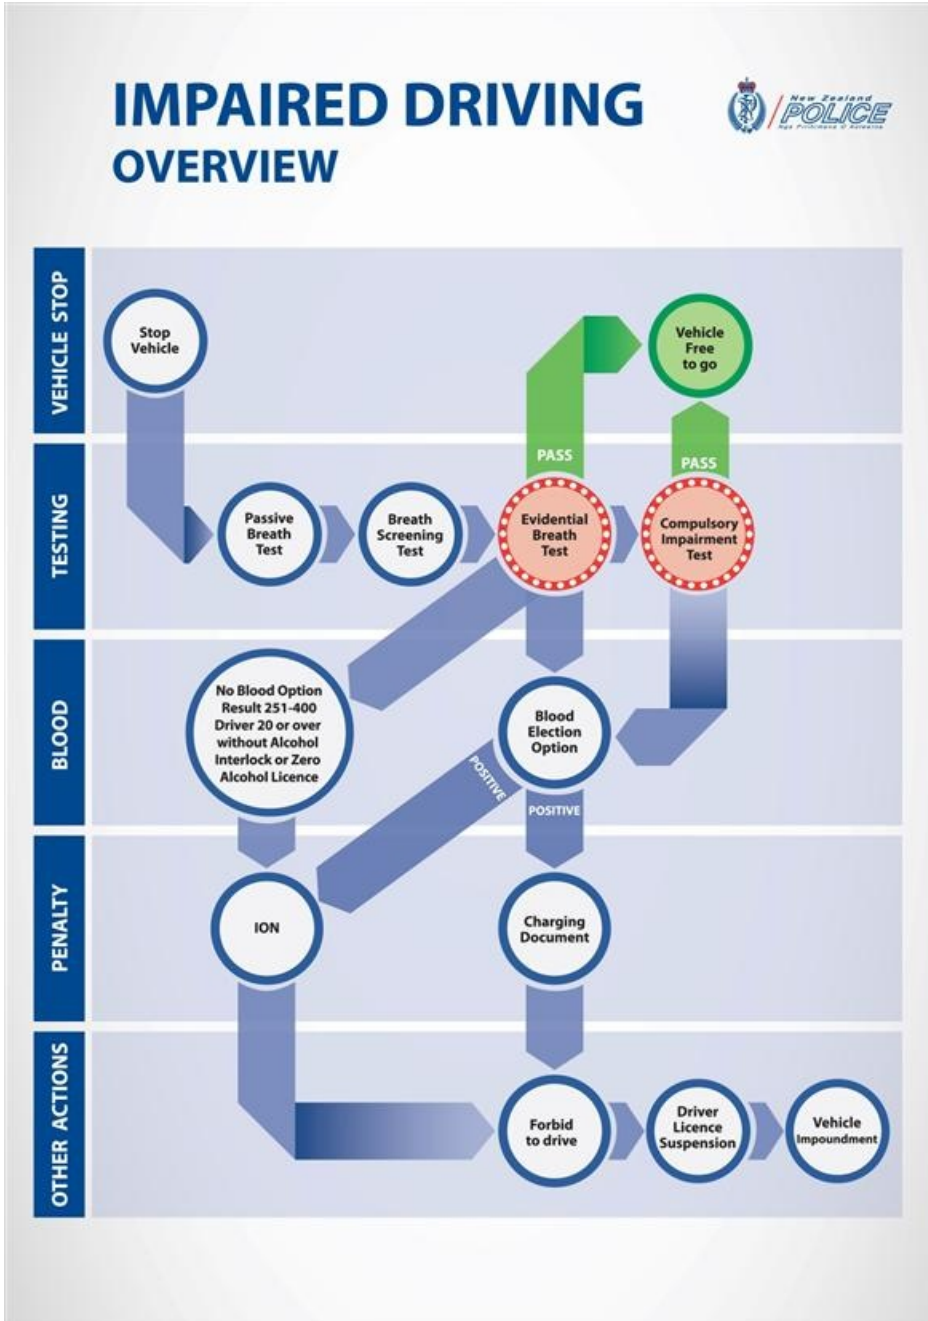 IMPAIRED DRIVING
OVERVIEW
New Zealand
POLICE
Ngā Pirihimana O Aotearoa
VEHICLE STOP
Stop
Vehicle
Vehicle
Free
to go
PASS
PASS
TESTING
Passive
Breath
Test
Breath
Screening
Test
Evidential
Breath
Test
Compulsory
Impairment
Test
BLOOD
No Blood Option
Result 251-400
Driver 20 or over
without Alcohol
Interlock or Zero
Alcohol Licence
Blood
Election
Option
POSITIVE
POSITIVE
PENALTY
ION
Charging
Document
OTHER ACTIONS
Forbid
to drive
Driver
Licence
Suspension
Vehicle
Impoundment